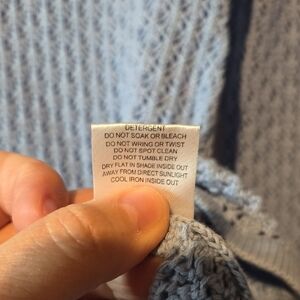 DETERGENT
DO NOT SOAK OR BLEACH
DO NOT WRING OR TWIST
DO NOT SPOT CLEAN
DO NOT TUMBLE DRY
DRY FLAT IN SHADE INSIDE OUT
AWAY FROM DIRECT SUNLIGHT
COOL IRON INSIDE OUT